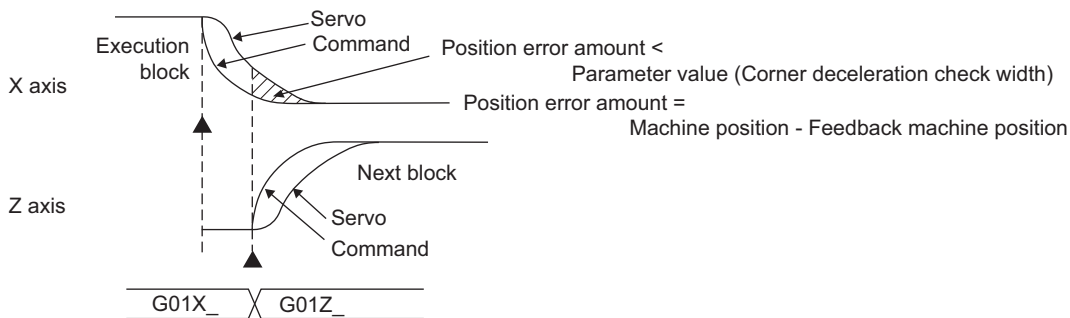 Servo
Command
Execution
block
Position error amount <
Parameter value (Corner deceleration check width)
X axis
Position error amount =
Machine position - Feedback machine position
Next block
Z axis
Servo
Command
G01X_
G01Z_